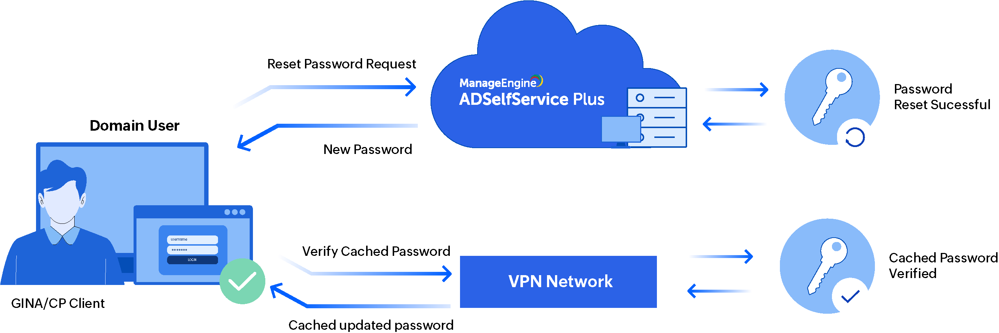 Reset Password Request
ManageEngine
ADSelfService Plus
Password
Reset Sucessful
Domain User
New Password
username
#######
LOGIN
Verify Cached Password
VPN Network
Cached Password
Verified
GINA/CP Client
Cached updated password